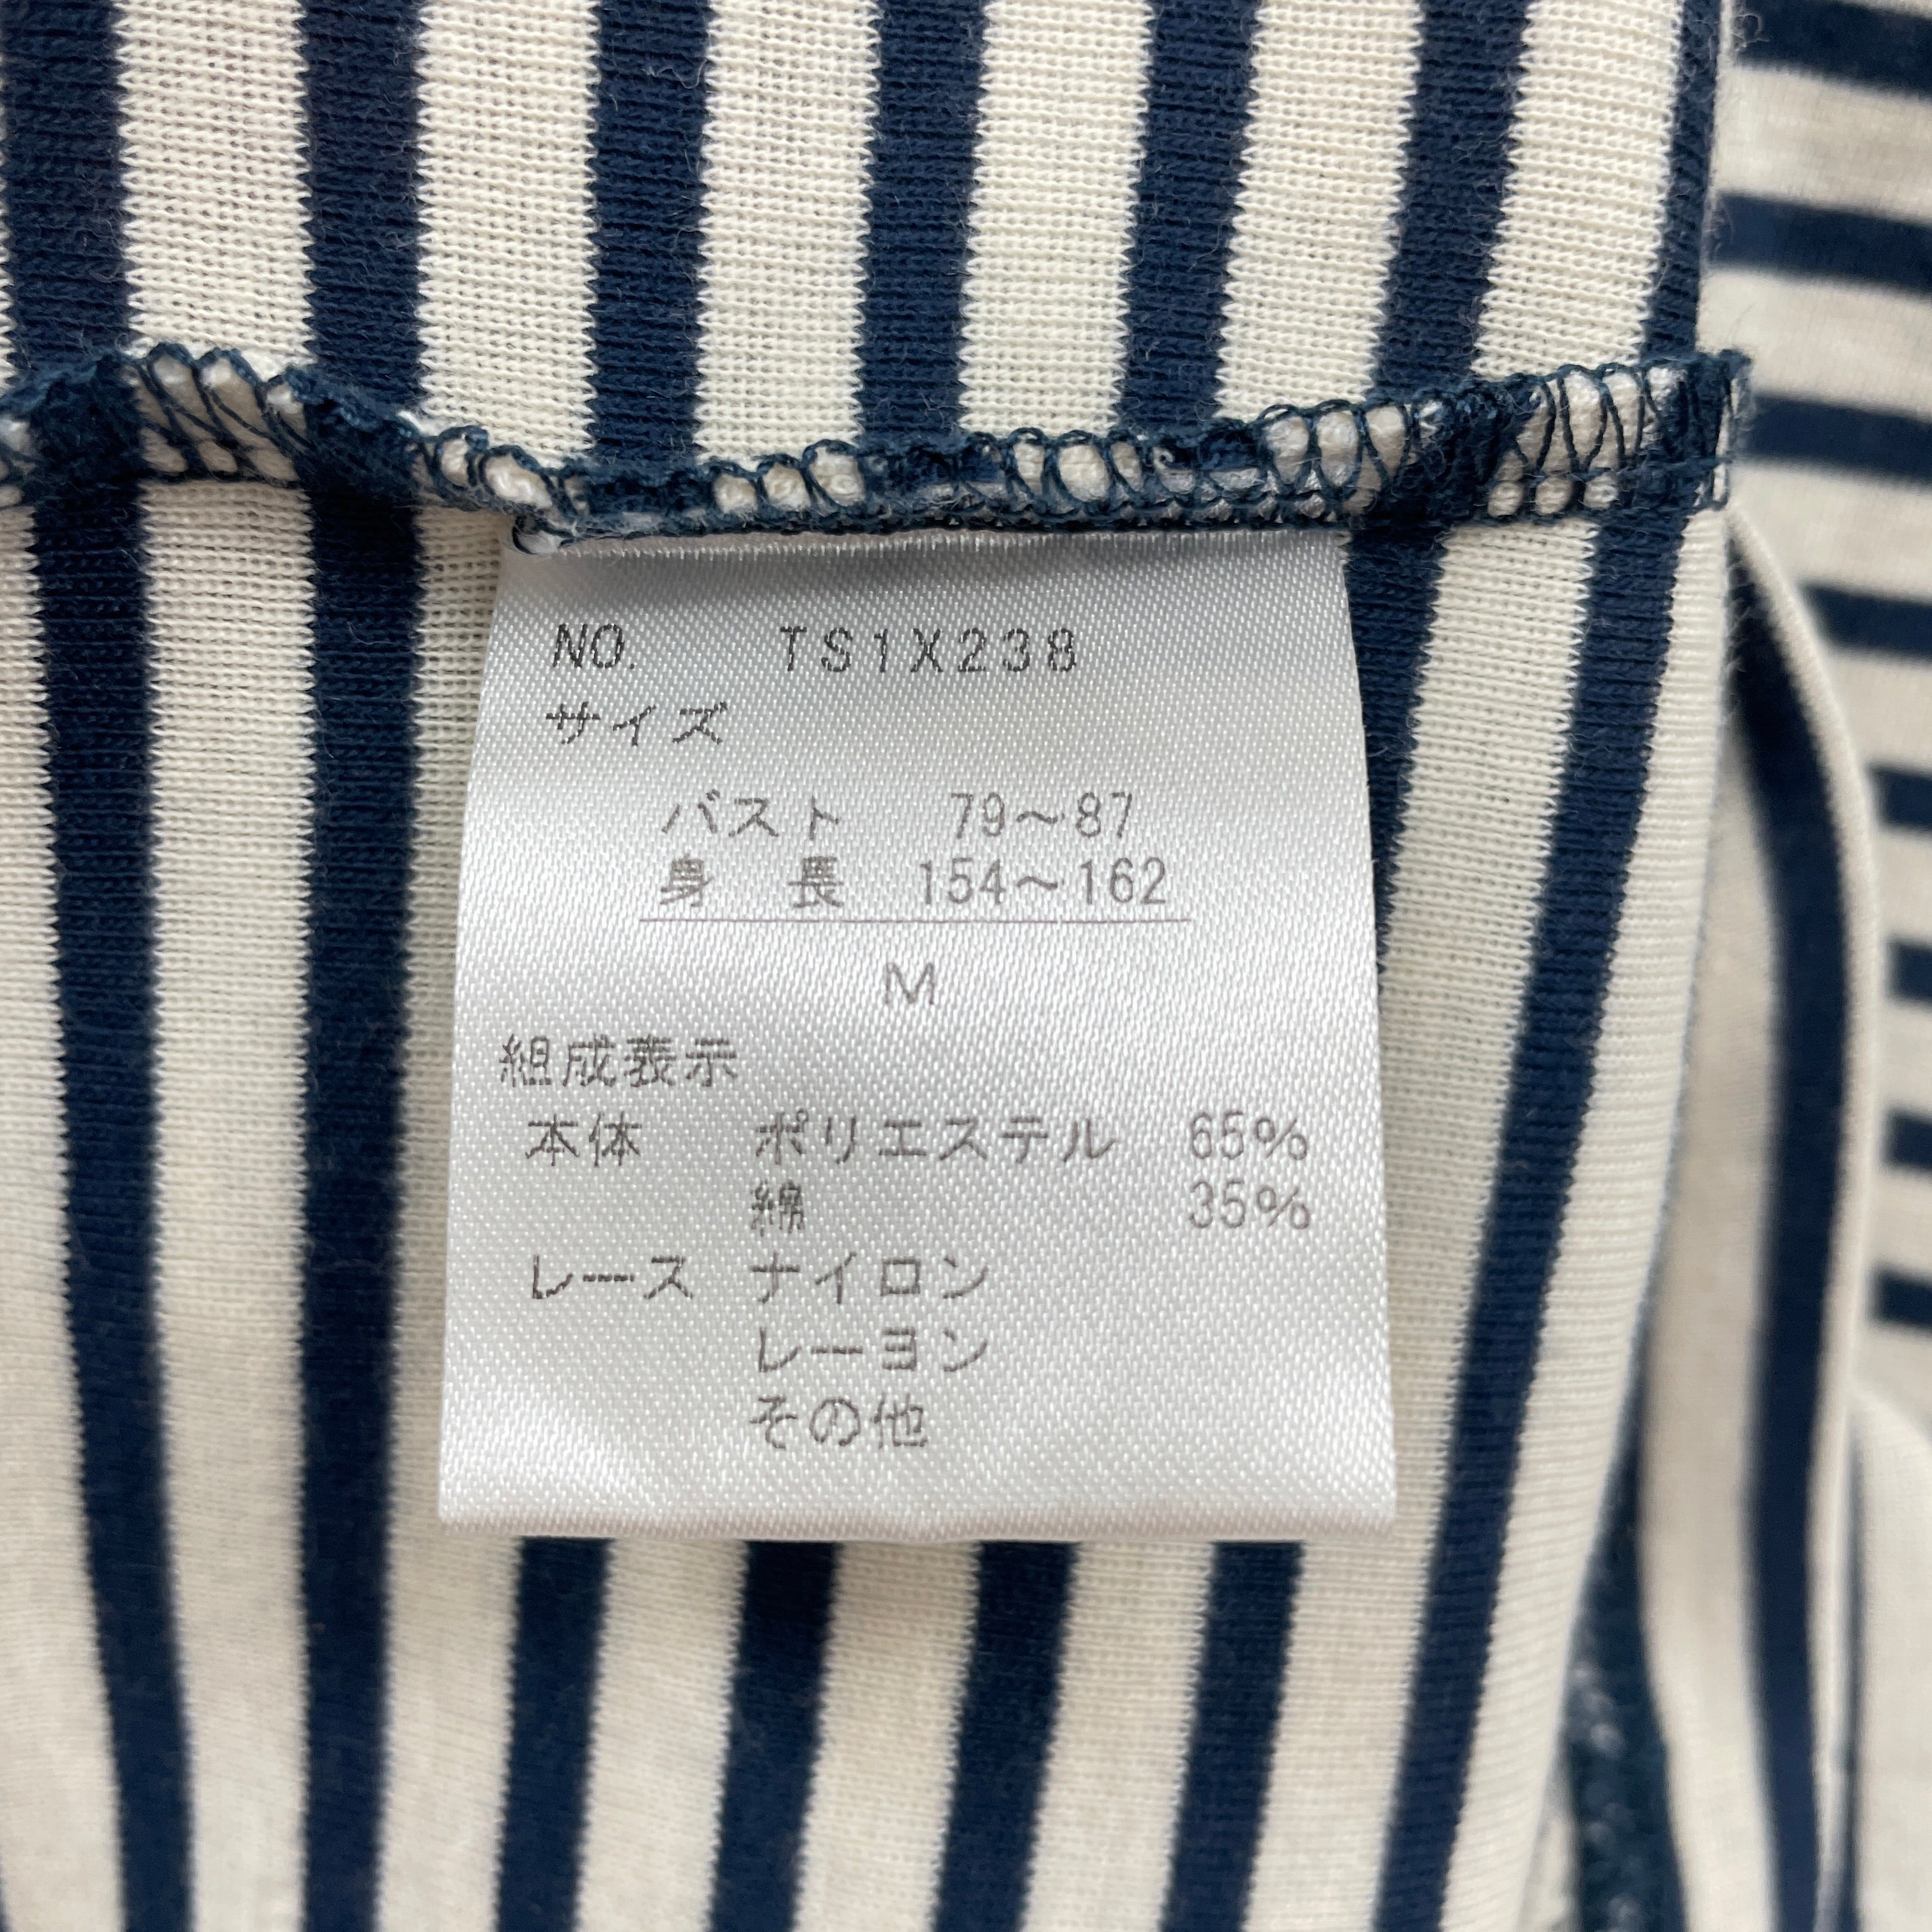 NO. TS1X238
サイズ
バスト 79～87
身 長 154～162
M
組成表示
本体 ポリエステル 65%
綿 35%
レース ナイロン
レーヨン
その他